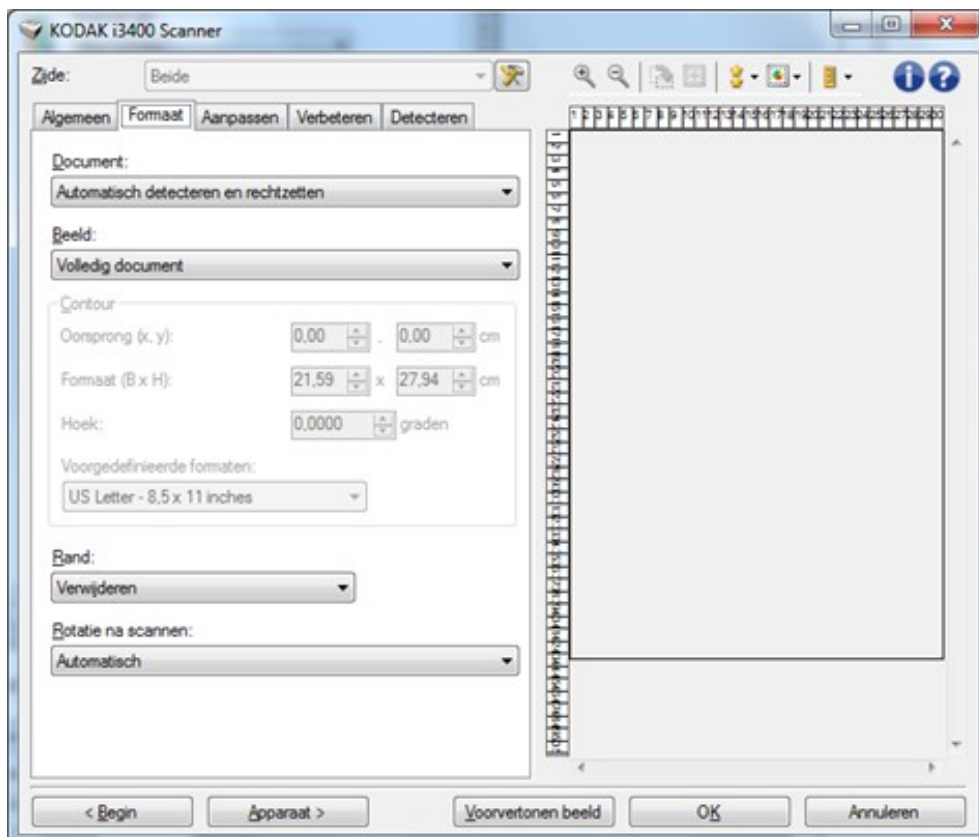 KODAK i3400 Scanner
Zijde:
Beide
Algemeen Formaat Aanpassen Verbeteren Detecteren
Document:
Automatisch detecteren en rechtzetten
Beeld:
Volledig document
Contour
Oorsprong (x, y): 0,00 , 0,00 cm
Formaat (B x H): 21,59 x 27,94 cm
Hoek: 0,0000 graden
Voorgedefinieerde formaten:
US Letter - 8,5 x 11 inches
Rand:
Verwijderen
Rotatie na scannen:
Automatisch
< Begin Apparaat > Voorvertonen beeld OK Annuleren